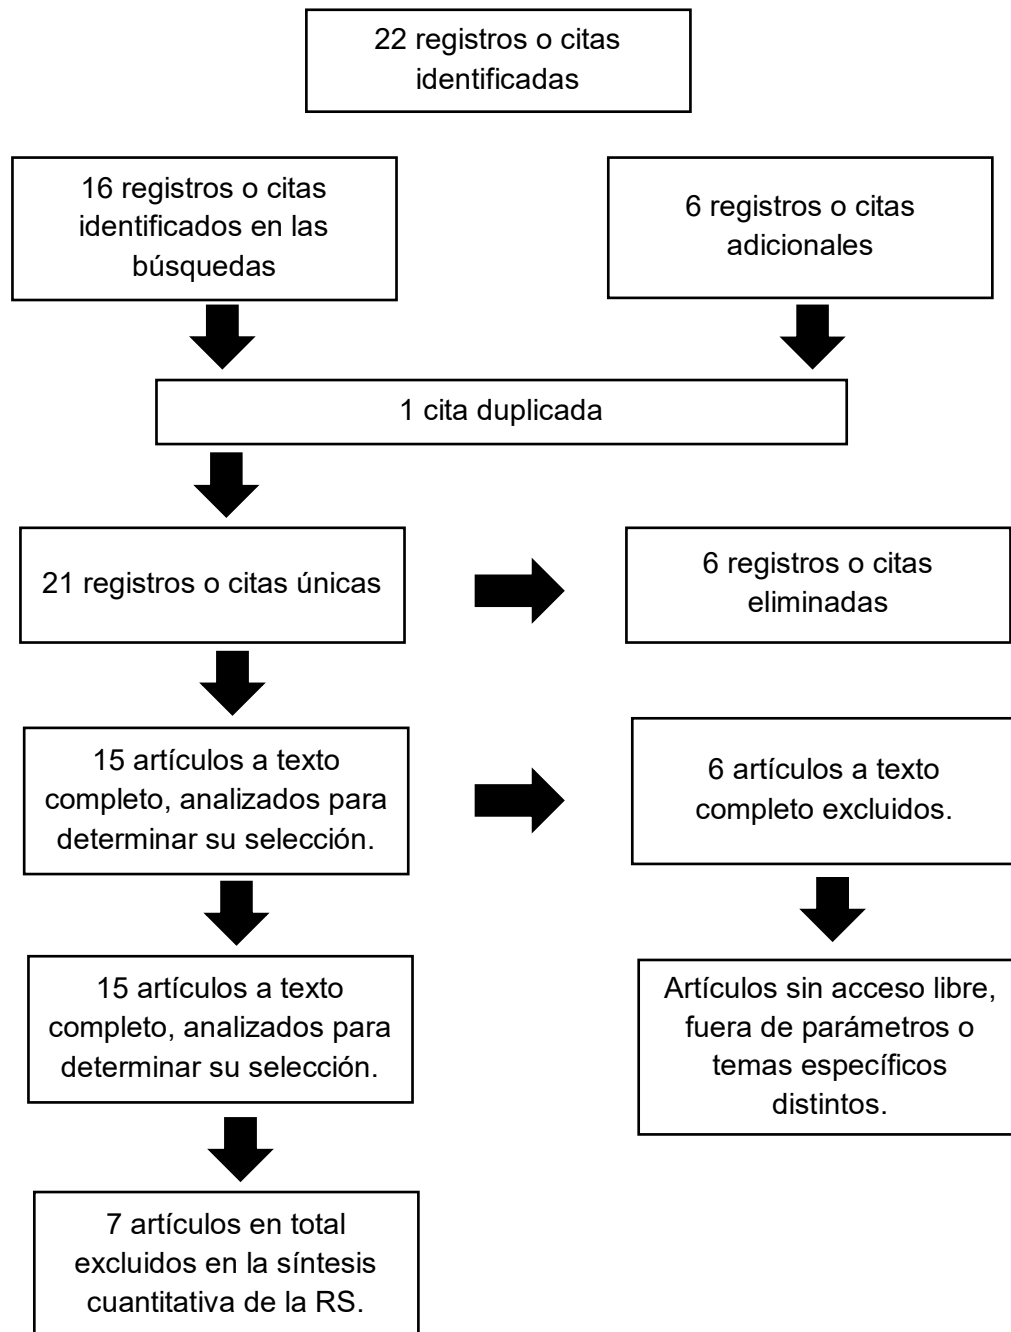 22 registros o citas
identificadas
16 registros o citas
identificados en las
búsquedas
6 registros o citas
adicionales
1 cita duplicada
21 registros o citas únicas
6 registros o citas
eliminadas
15 artículos a texto
completo, analizados para
determinar su selección.
6 artículos a texto
completo excluidos.
15 artículos a texto
completo, analizados para
determinar su selección.
Artículos sin acceso libre,
fuera de parámetros o
temas específicos
distintos.
7 artículos en total
excluidos en la síntesis
cuantitativa de la RS.